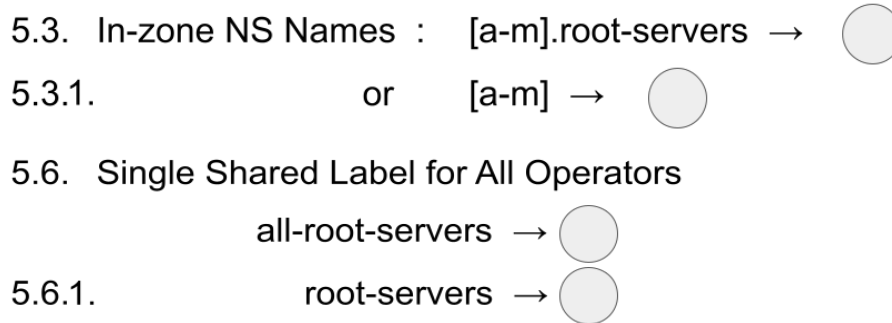 5.3. In-zone NS Names : [a-m].root-servers →
5.3.1. or [a-m] →
5.6. Single Shared Label for All Operators
all-root-servers →
5.6.1. root-servers →